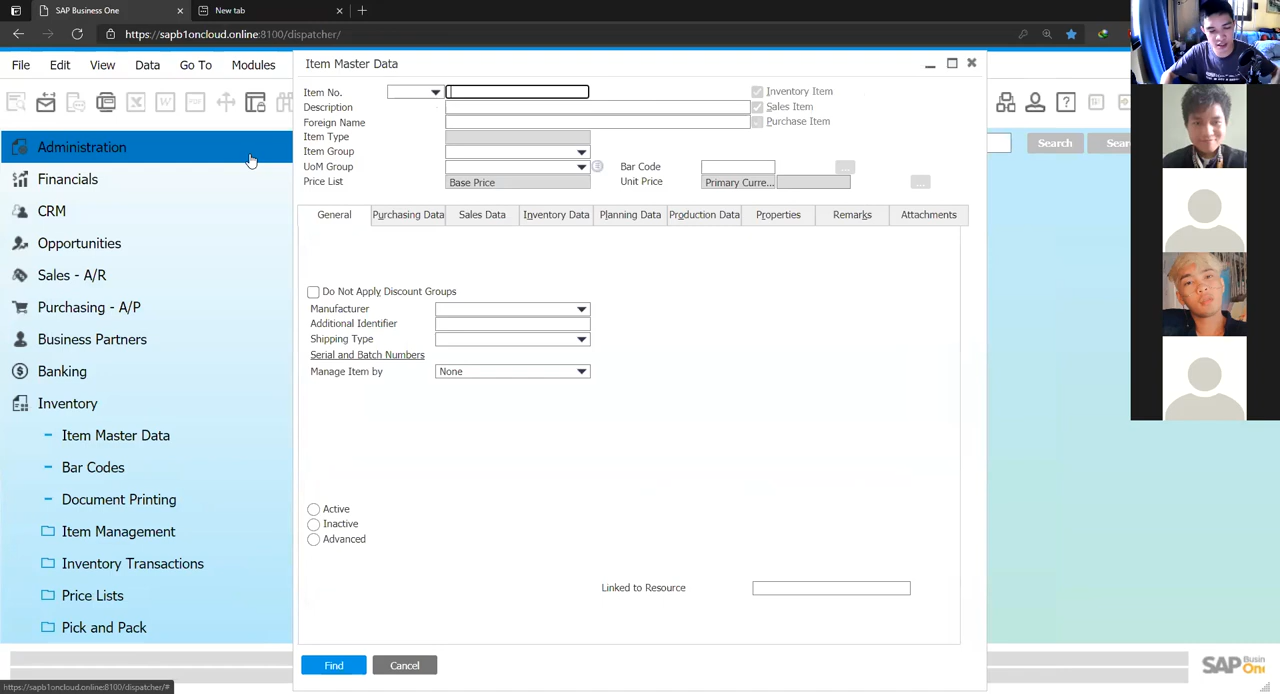 SAP Business One
New tab
https://sapb1oncloud.online:8100/dispatcher/
File Edit View Data Go To Modules
Item Master Data
Item No.
Inventory Item
Description
Sales Item
Foreign Name
Purchase Item
Item Type
Item Group
UoM Group
Bar Code
Price List Base Price
Unit Price Primary Curre...
Search
General Purchasing Data Sales Data Inventory Data Planning Data Production Data Properties Remarks Attachments
Do Not Apply Discount Groups
Manufacturer
Additional Identifier
Shipping Type
Serial and Batch Numbers
Manage Item by None
Active
Inactive
Advanced
Linked to Resource
Find Cancel
Administration
Financials
CRM
Opportunities
Sales - A/R
Purchasing - A/P
Business Partners
Banking
Inventory
Item Master Data
Bar Codes
Document Printing
Item Management
Inventory Transactions
Price Lists
Pick and Pack
https://sapb1oncloud.online:8100/dispatcher/#
SAP